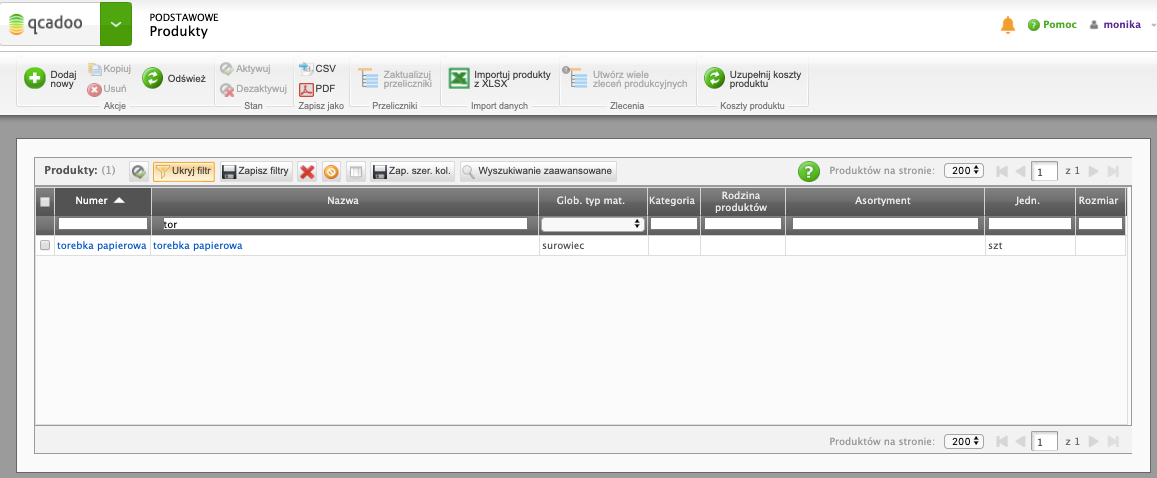 qcadoo
PODSTAWOWE
Produkty
Pomoc
monika
Dodaj nowy
Kopiuj
Usuń
Odśwież
Akcje
Aktywuj
Dezaktywuj
Stan
CSV
PDF
Zapisz jako
Zaktualizuj przeliczniki
Przeliczniki
Importuj produkty z XLSX
Import danych
Utwórz wiele zleceń produkcyjnych
Zlecenia
Uzupełnij koszty produktu
Koszty produktu
Produkty: (1)
Ukryj filtr
Zapisz filtry
Zap. szer. kol.
Wyszukiwanie zaawansowane
Produktów na stronie: 200 1 z 1
Numer Nazwa Glob. typ mat. Kategoria Rodzina produktów Asortyment Jedn. Rozmiar
tor
torebka papierowa torebka papierowa surowiec szt
Produktów na stronie: 200 1 z 1